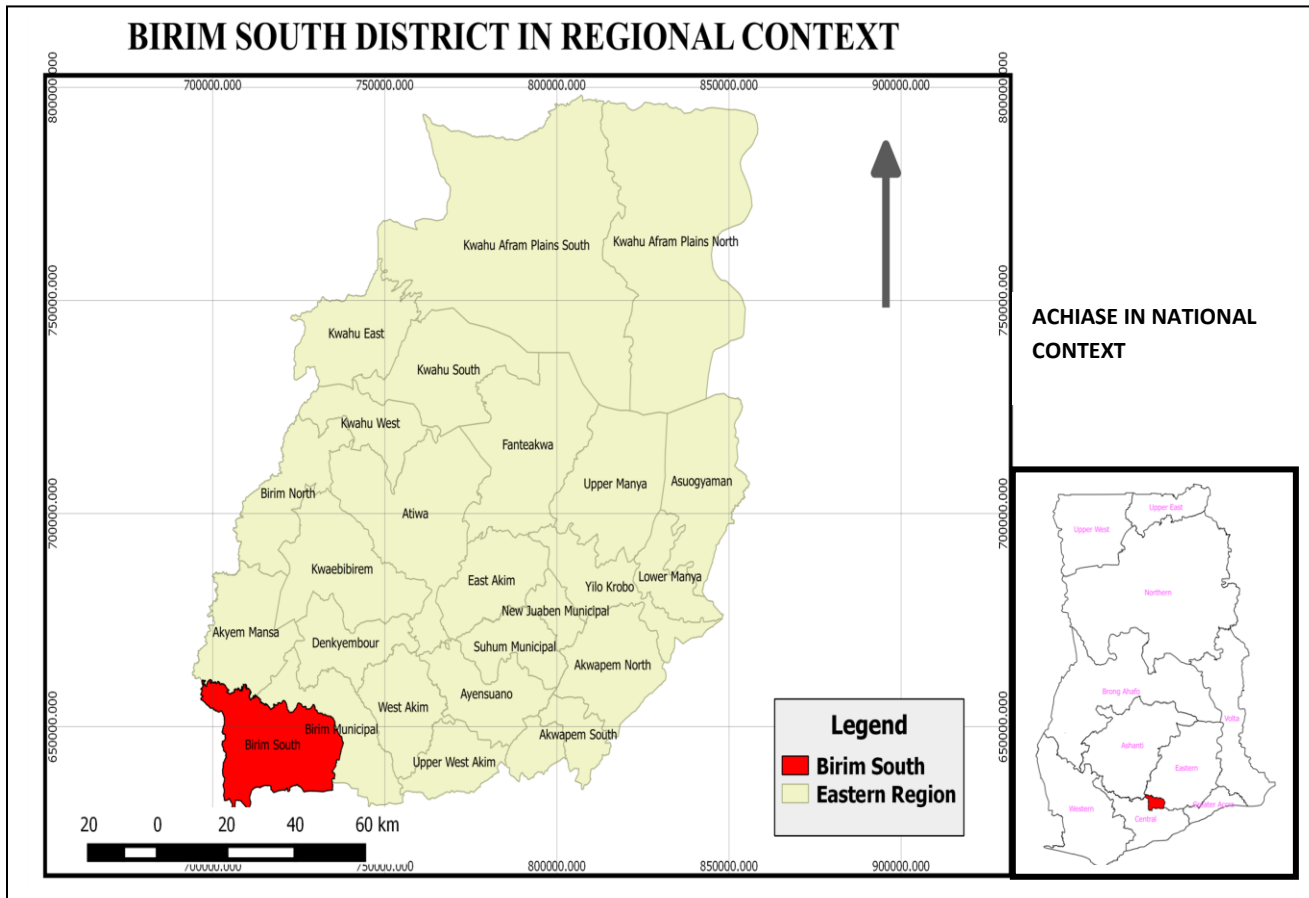 BIRIM SOUTH DISTRICT IN REGIONAL CONTEXT
700000.000 750000.000 800000.000 850000.000 900000.000
800000.000
800000.000
Kwahu Afram Plains South
Kwahu Afram Plains North
750000.000
750000.000
Kwahu East
Kwahu South
Kwahu West
Fanteakwa
Upper Manya
Asuogyaman
Birim North
Atiwa
700000.000
700000.000
Kwaebibirem
East Akim
Yilo Krobo
Lower Manya
New Juaben Municipal
Akyem Mansa
Denkyembour
Suhum Municipal
Akwapem North
Ayensuano
West Akim
Birim Municipal
Birim South
Akwapem South
Upper West Akim
650000.000
650000.000
Legend
Birim South
Eastern Region
20 0 20 40 60 km
700000.000 750000.000 800000.000 850000.000 900000.000
ACHIASE IN NATIONAL
CONTEXT
Upper East
Upper West
Northern
Brong Ahafo
Volta
Ashanti
Eastern
Greater Accra
Western
Central